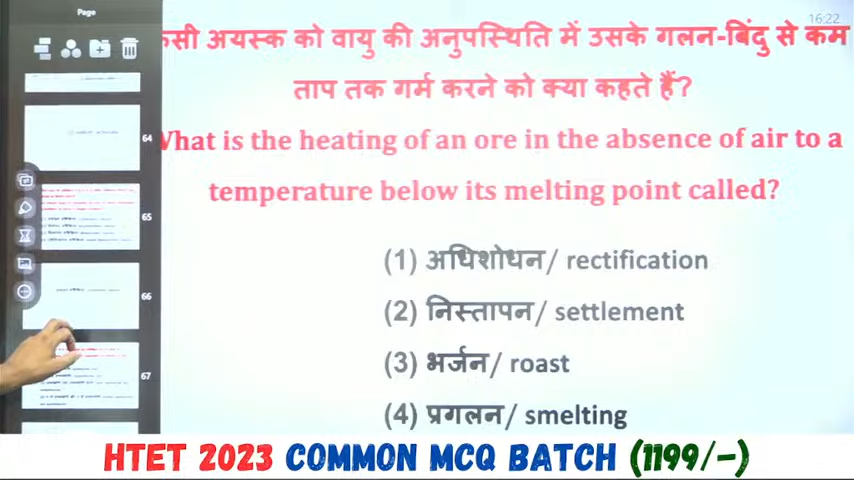 Page
16:22
अयस्क को वायु की अनुपस्थिति में उसके गलन-बिंदु से कम
ताप तक गर्म करने को क्या कहते हैं?
What is the heating of an ore in the absence of air to a
temperature below its melting point called?
(1) अधिशोधन/ rectification
(2) निस्तापन/ settlement
(3) भर्जन/ roast
(4) प्रगलन/ smelting
64
65
66
67
HTET 2023 COMMON MCQ BATCH (1199/-)